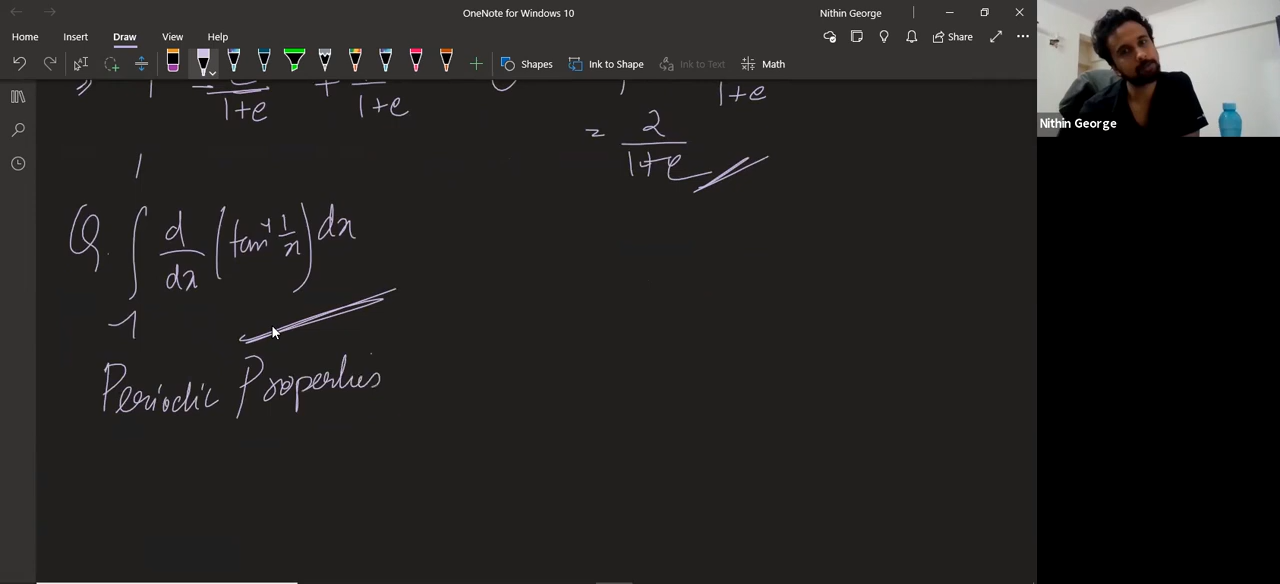 OneNote for Windows 10
Nithin George
Home Insert Draw View Help
Share
Shapes Ink to Shape Ink to Text Math
1+e + 1+e
1+e
= 2
1+e
Nithin George
1
Q. ∫ d/dx (tan⁻¹ 1/x) dx
-1
Periodic Properties